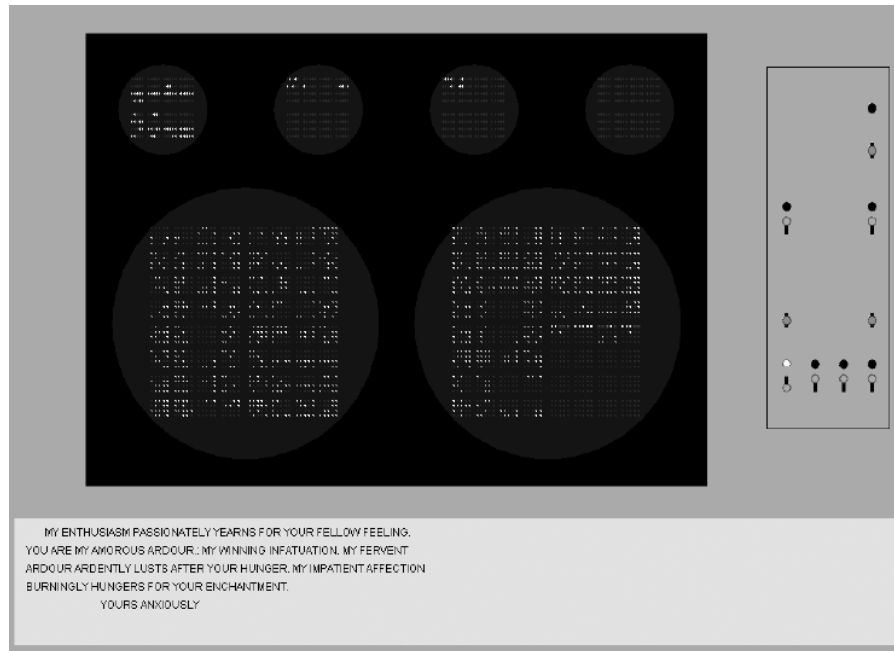 MY ENTHUSIASM PASSIONATELY YEARNS FOR YOUR FELLOW FEELING.
YOU ARE MY AMOROUS ARDOUR.: MY WINNING INFATUATION. MY FERVENT
ARDOUR ARDENTLY LUSTS AFTER YOUR HUNGER. MY IMPATIENT AFFECTION
BURNINGLY HUNGERS FOR YOUR ENCHANTMENT.
YOURS ANXIOUSLY